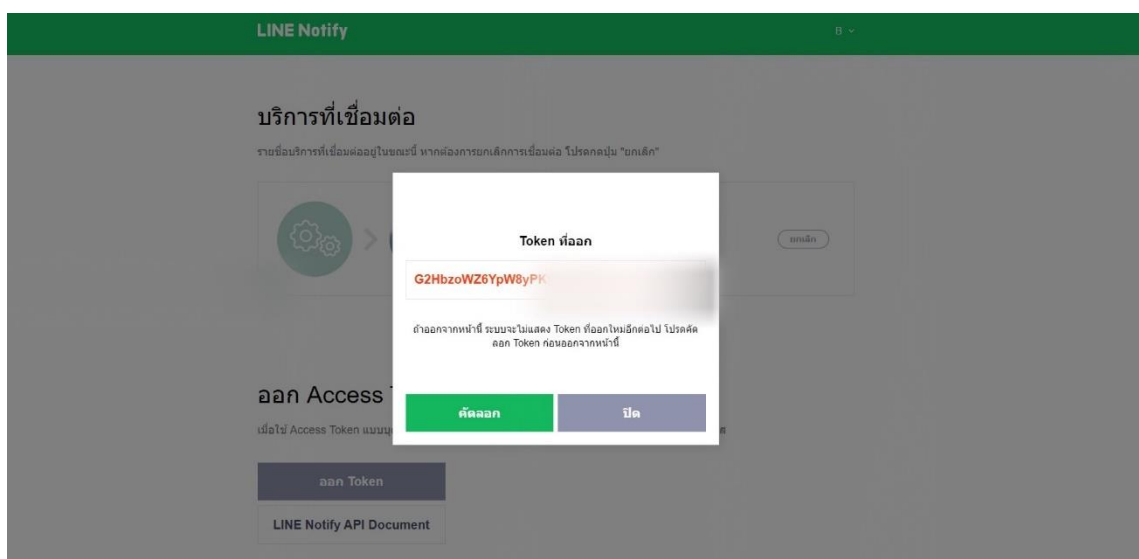 LINE Notify
บริการที่เชื่อมต่อ
รายชื่อบริการที่เชื่อมต่ออยู่ในขณะนี้ หากต้องการยกเลิกการเชื่อมต่อ โปรดกดปุ่ม "ยกเลิก"
ยกเลิก
Token ที่ออก
G2HbzoWZ6YpW8yPK
ถ้าออกจากหน้านี้ ระบบจะไม่แสดง Token ที่ออกใหม่อีกต่อไป โปรดคัด
ลอก Token ก่อนออกจากหน้านี้
คัดลอก ปิด
ออก Access
เมื่อใช้ Access Token
ออก Token
LINE Notify API Document